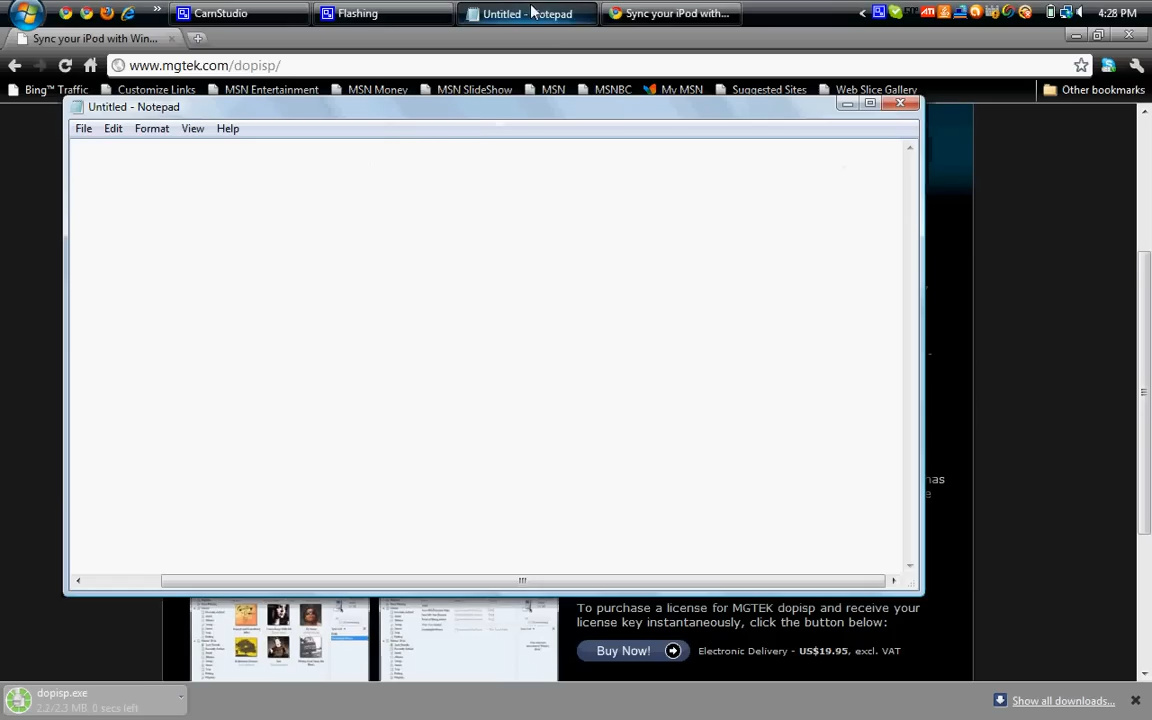 CamStudio
Flashing
Untitled - Notepad
Sync your iPod with...
4:28 PM
Sync your iPod with Win...
www.mgtek.com/dopisp/
Bing™ Traffic
Customize Links
MSN Entertainment
MSN Money
MSN SlideShow
MSN
MSNBC
My MSN
Suggested Sites
Web Slice Gallery
Other bookmarks
Untitled - Notepad
File
Edit
Format
View
Help
has
e
To purchase a license for MGTEK dopisp and receive your
license key instantaneously, click the button below:
Buy Now!
Electronic Delivery - US$19.95, excl. VAT
dopisp.exe
2.2/2.3 MB, 0 secs left
Show all downloads...